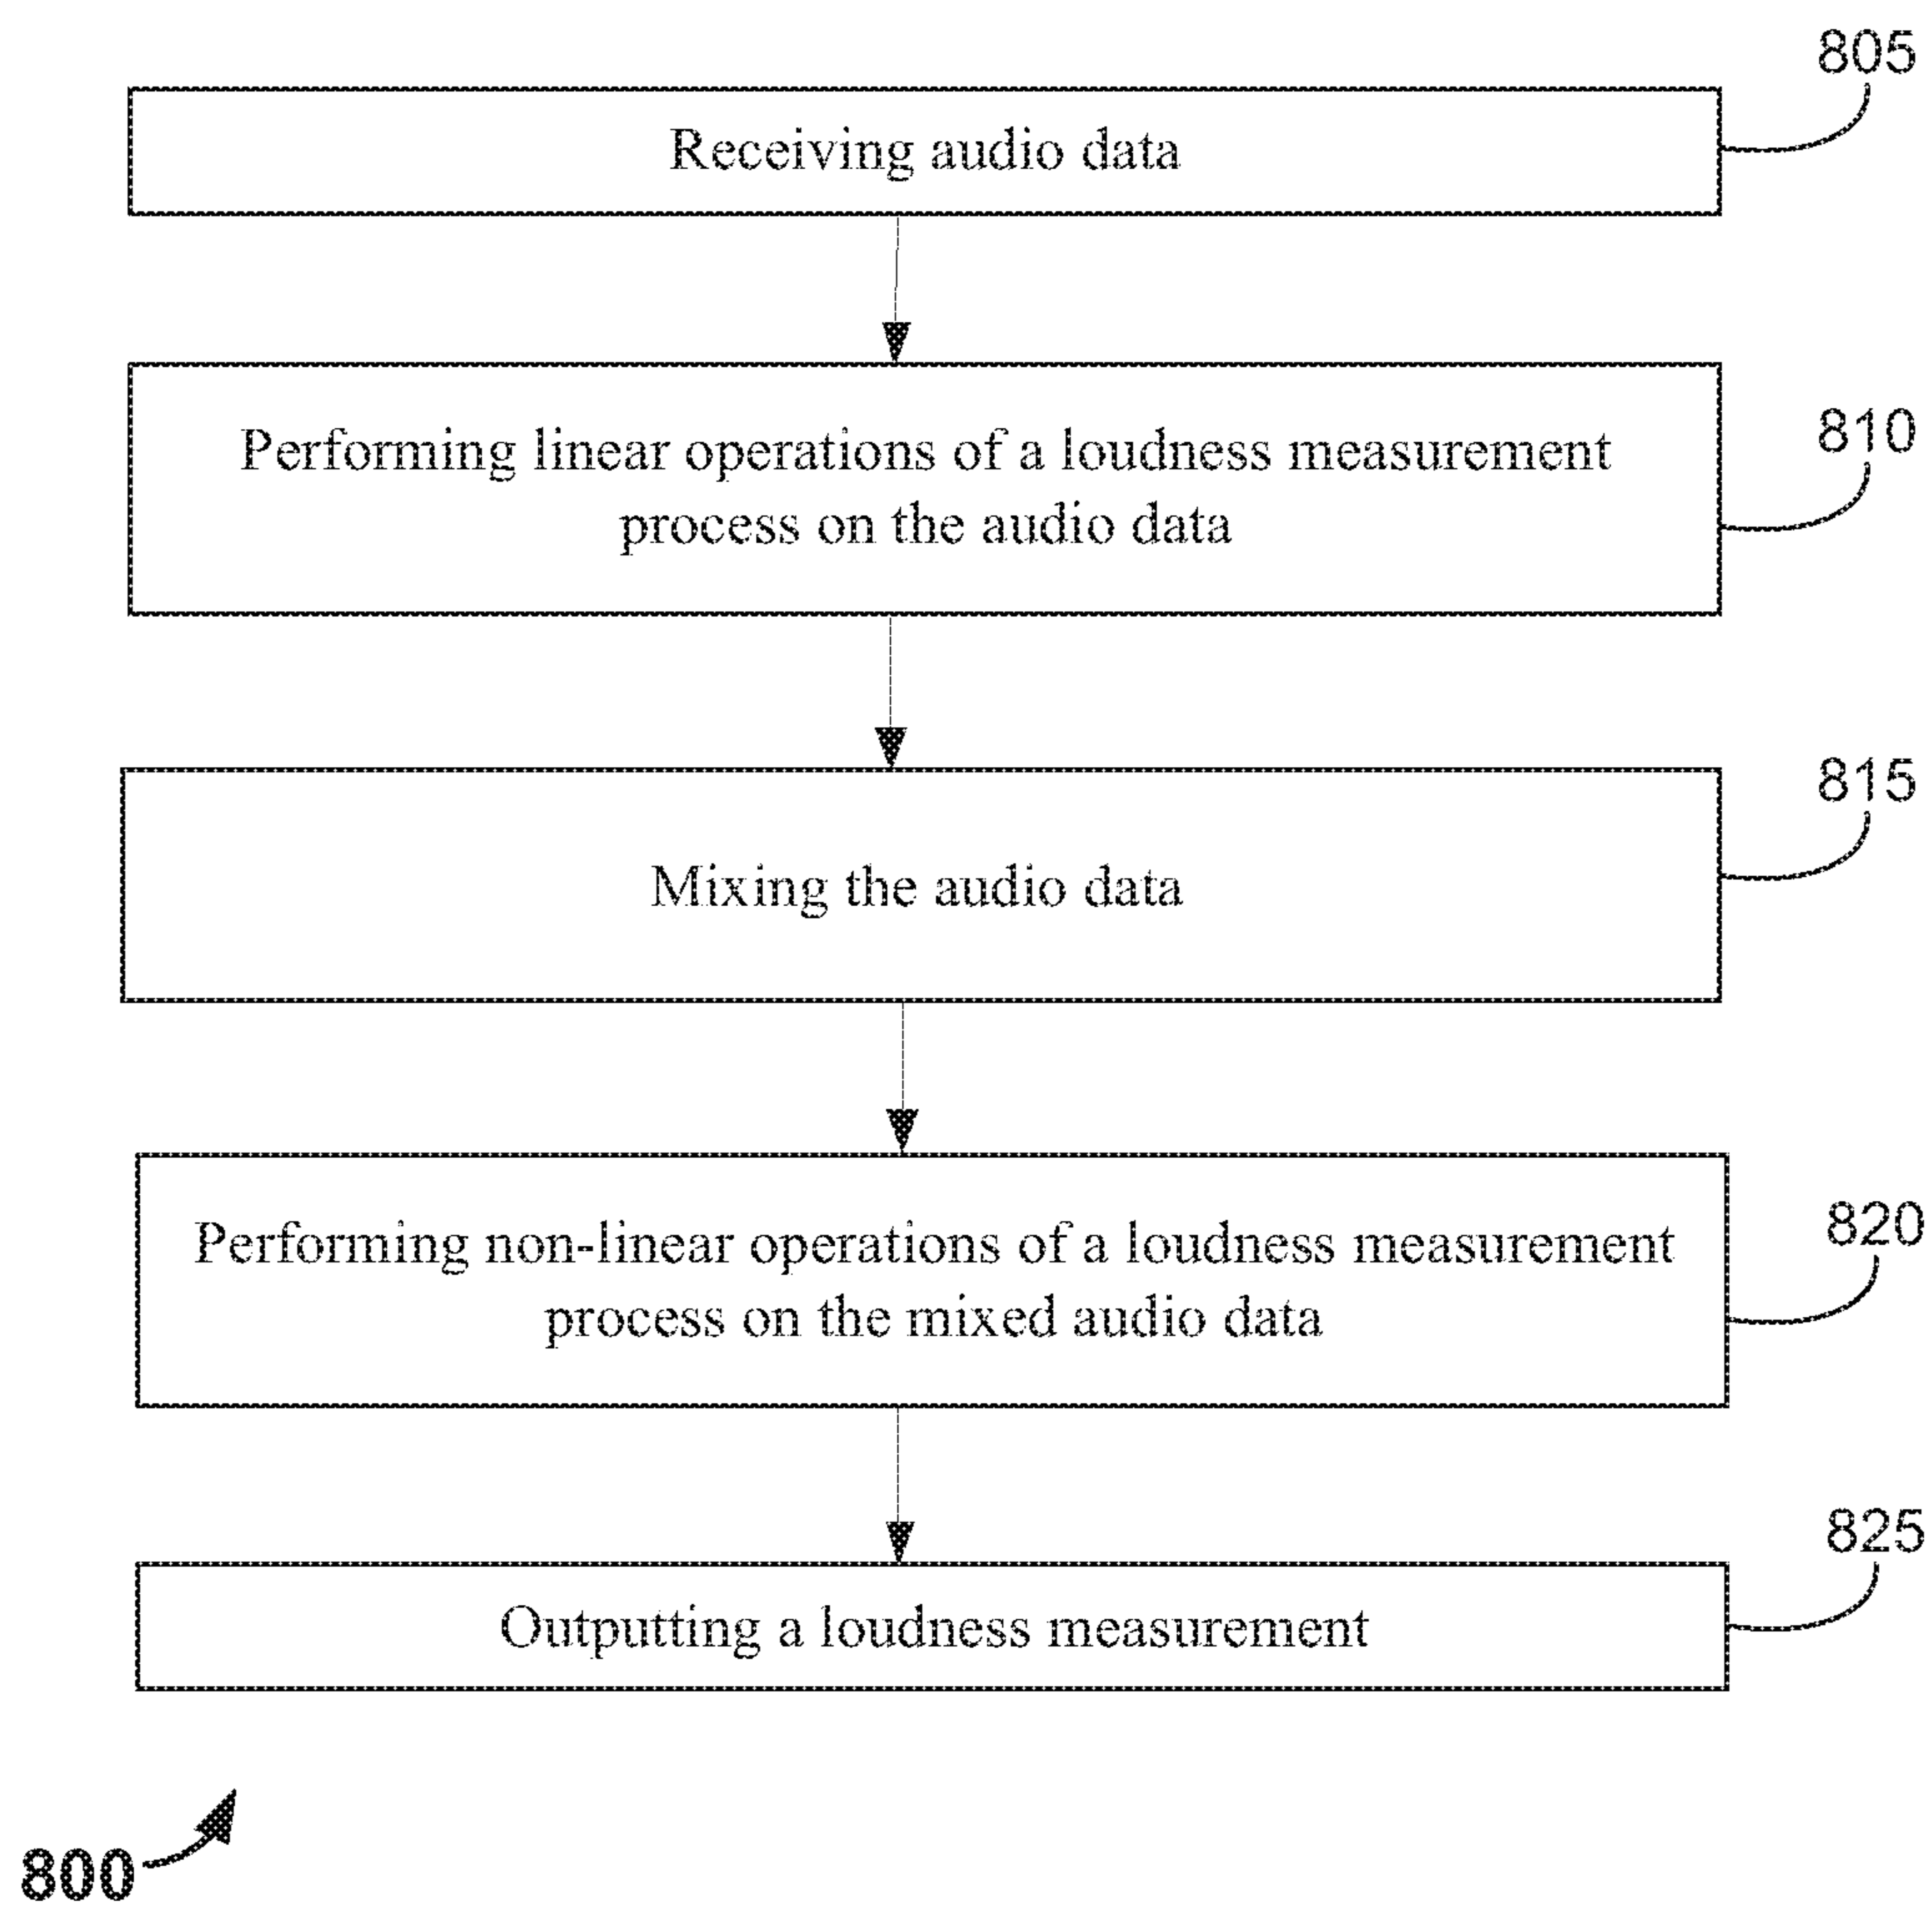 805
Receiving audio data
810
Performing linear operations of a loudness measurement
process on the audio data
815
Mixing the audio data
820
Performing non-linear operations of a loudness measurement
process on the mixed audio data
825
Outputting a loudness measurement
800